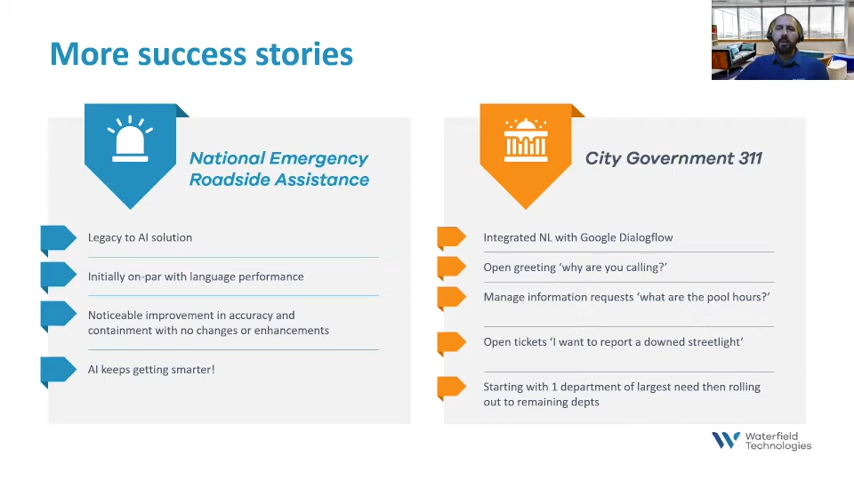 More success stories
National Emergency
Roadside Assistance
Legacy to AI solution
Initially on-par with language performance
Noticeable improvement in accuracy and
containment with no changes or enhancements
AI keeps getting smarter!
City Government 311
Integrated NL with Google Dialogflow
Open greeting ‘why are you calling?’
Manage information requests ‘what are the pool hours?’
Open tickets ‘I want to report a downed streetlight’
Starting with 1 department of largest need then rolling
out to remaining depts
Waterfield
Technologies